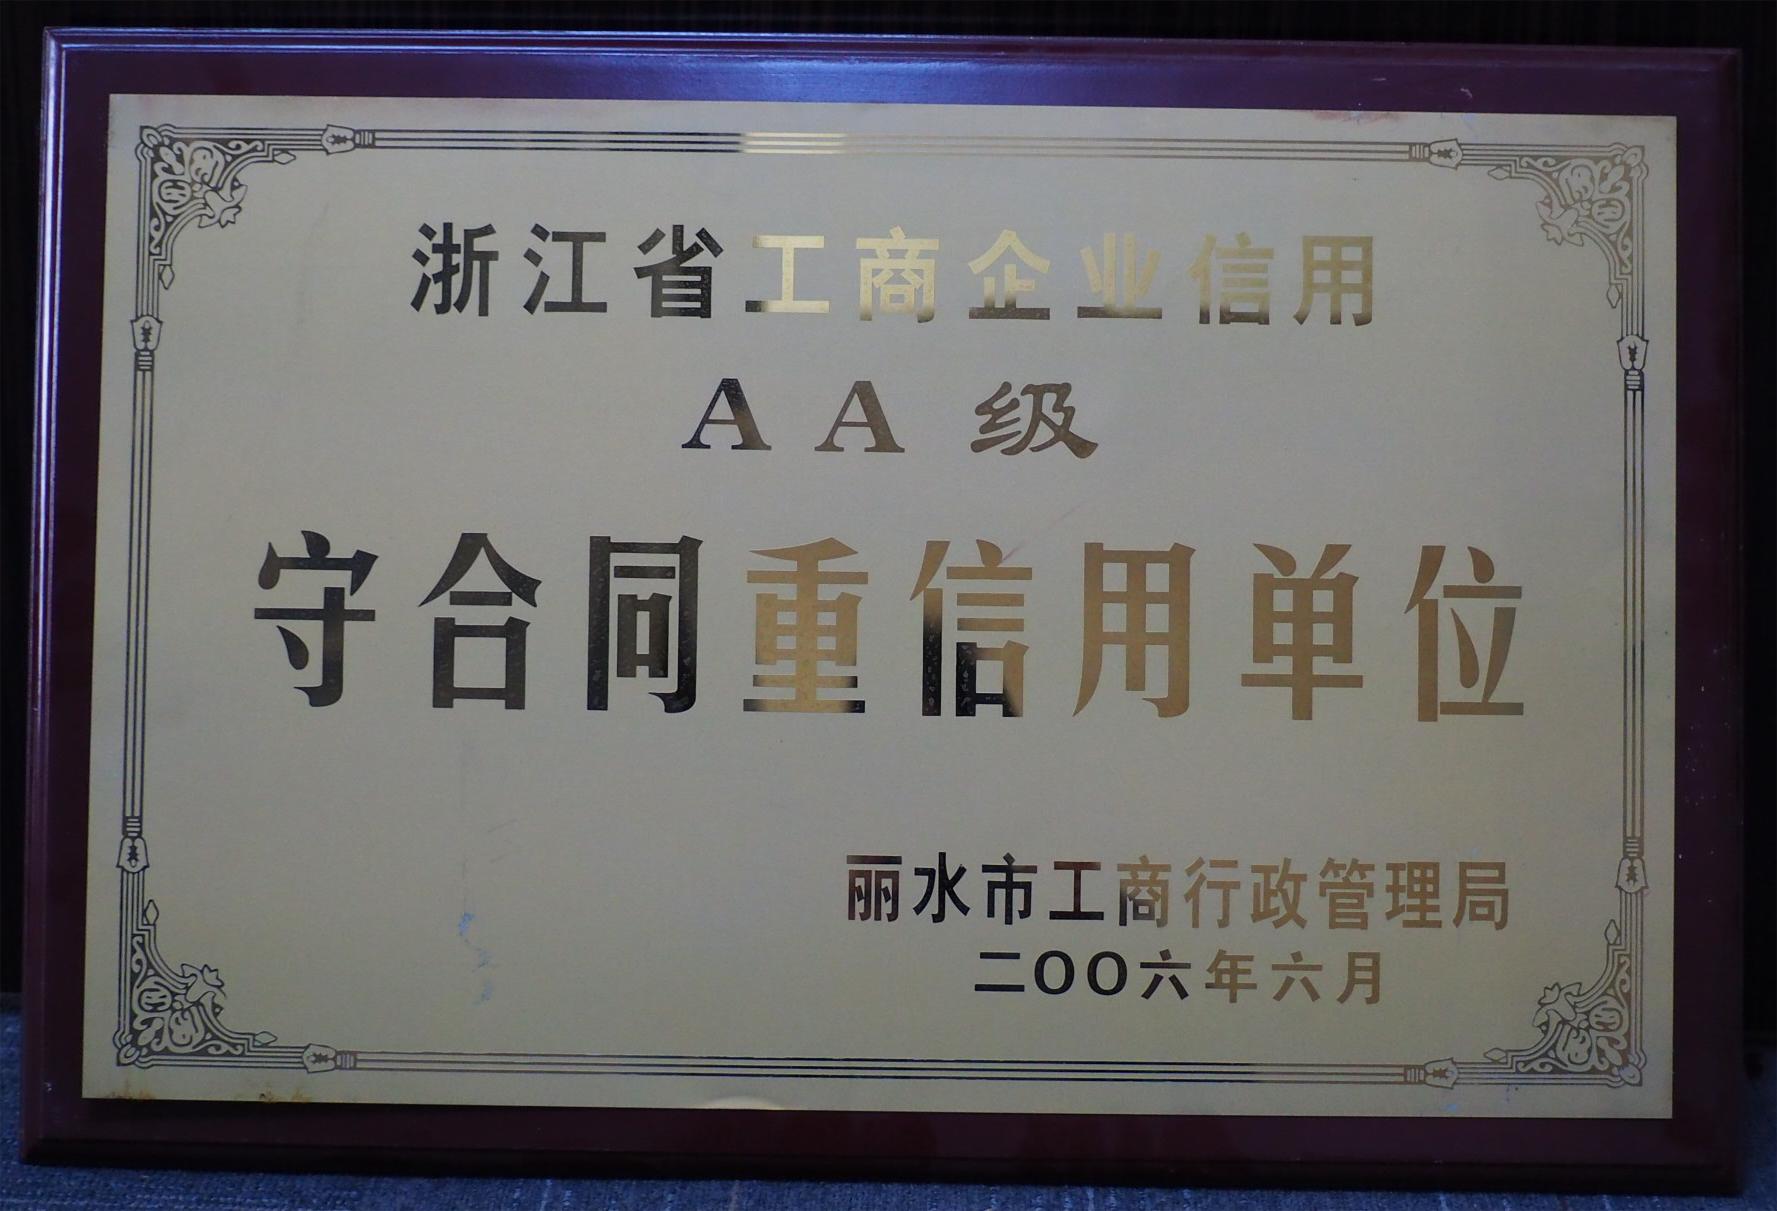 浙江省工商企业信用
AA级
守合同重信用单位
丽水市工商行政管理局
二OO六年六月